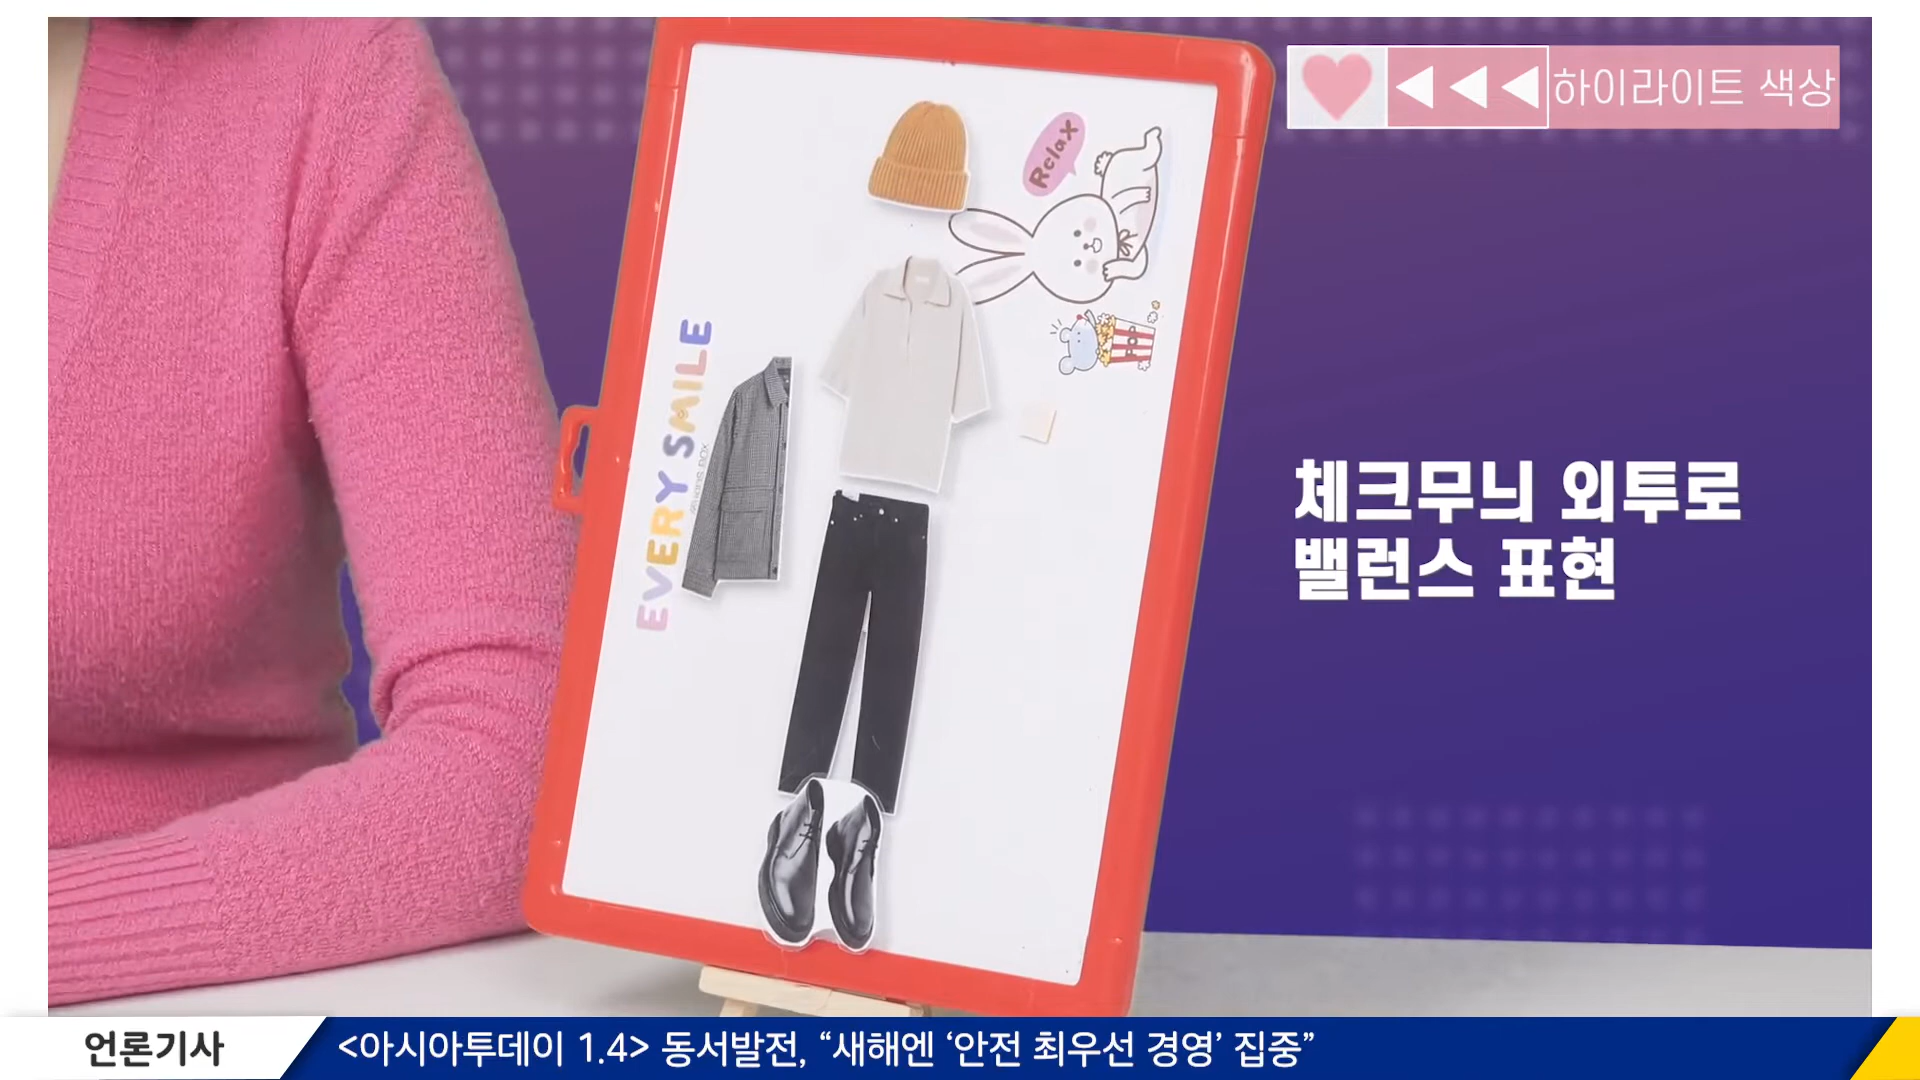 하이라이트 색상
Relax
EVERY SMILE
POP
체크무늬 외투로
밸런스 표현
언론기사
<아시아투데이 1.4> 동서발전, “새해엔 ‘안전 최우선 경영’ 집중”